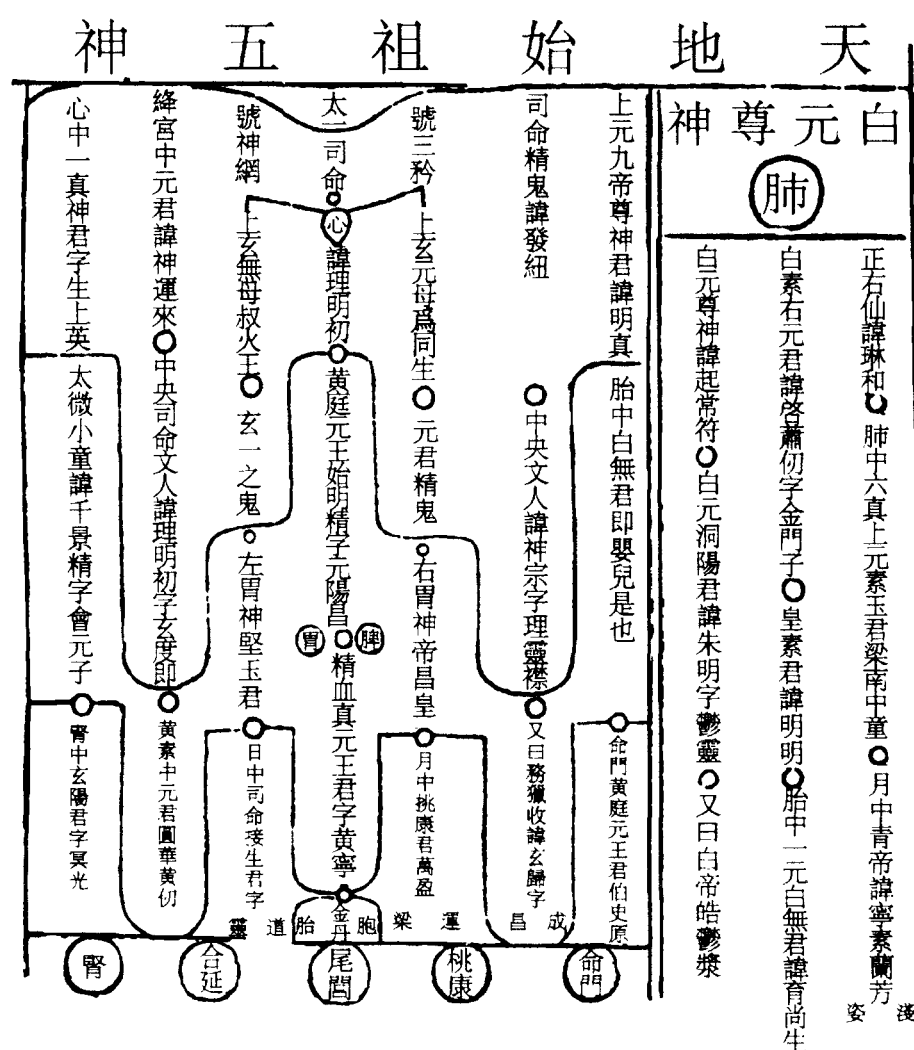 天地始祖五神
白元尊神
肺
正右仙諱琳和○肺中六真上元素玉君梁南中童○月中青帝諱寧素蘭芳
淺姿
白素右元君諱啓蕭仞字金門子○皇素君諱明明○胎中一元白無君諱育尚生
白元尊神諱起常符○白元洞陽君諱朱明字鬱靈○又曰白帝皓鬱漿
上元九帝尊神君諱明真
胎中白無君即嬰兒是也
○命門黃庭元王君伯史原
司命精鬼諱發紐
○中央文人諱神宗字理靈襟
○又曰務獵收諱玄歸字
號三矜
上玄元母爲同生○元君精鬼
○右胃神帝昌皇
○月中挑康君萬盈
太一司命○
心
諱理明初○黃庭元王始明精字元陽昌
胃○脾
精血真元王君字黃寧
○金丹
號神網
上玄無母叔火王○玄一之鬼
○左胃神堅玉君
○日中司命接生君字
絳宮中元君諱神運來○中央司命文人諱理明初字玄度即
○黃素中元君圓華黃仞
心中一真神君字生上英
太微小童諱千景精字會元子
○腎中玄陽君字冥光
成昌運梁胞胎道靈
命門
桃康
尾閭
合延
腎